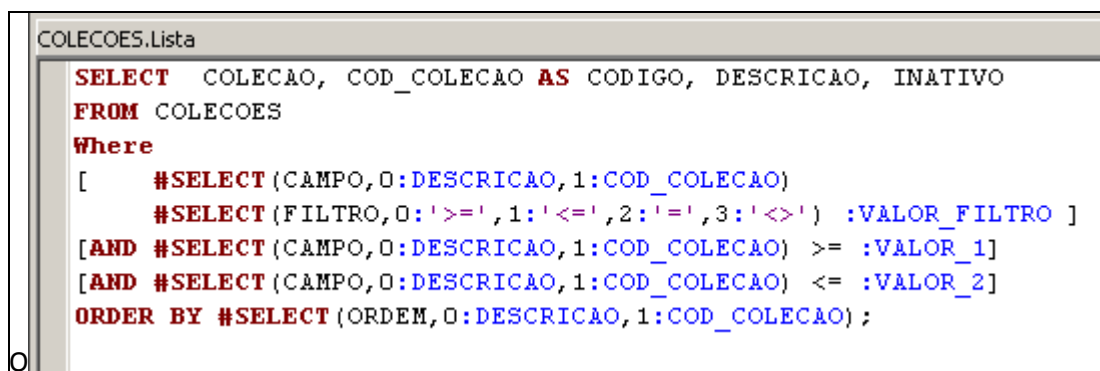 COLECOES.Lista
SELECT COLECAO, COD_COLECAO AS CODIGO, DESCRICAO, INATIVO
FROM COLECOES
Where
[ #SELECT(CAMPO,0:DESCRICAO,1:COD_COLECAO)
#SELECT(FILTRO,0:'>=',1:'<=',2:'=',3:'<>') :VALOR_FILTRO ]
[AND #SELECT(CAMPO,0:DESCRICAO,1:COD_COLECAO) >= :VALOR_1]
[AND #SELECT(CAMPO,0:DESCRICAO,1:COD_COLECAO) <= :VALOR_2]
ORDER BY #SELECT(ORDEM,0:DESCRICAO,1:COD_COLECAO);
O